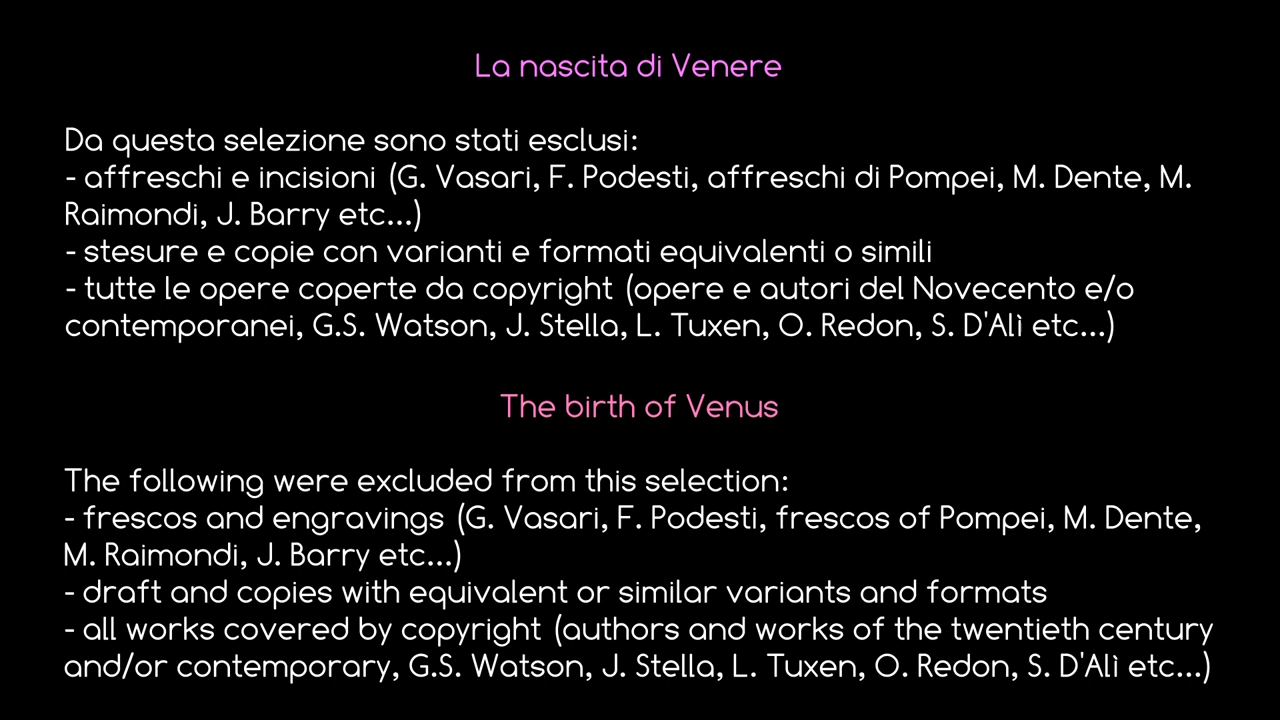 La nascita di Venere
Da questa selezione sono stati esclusi:
- affreschi e incisioni (G. Vasari, F. Podesti, affreschi di Pompei, M. Dente, M.
Raimondi, J. Barry etc...)
- stesure e copie con varianti e formati equivalenti o simili
- tutte le opere coperte da copyright (opere e autori del Novecento e/o
contemporanei, G.S. Watson, J. Stella, L. Tuxen, O. Redon, S. D'Alì etc...)
The birth of Venus
The following were excluded from this selection:
- frescos and engravings (G. Vasari, F. Podesti, frescos of Pompei, M. Dente,
M. Raimondi, J. Barry etc...)
- draft and copies with equivalent or similar variants and formats
- all works covered by copyright (authors and works of the twentieth century
and/or contemporary, G.S. Watson, J. Stella, L. Tuxen, O. Redon, S. D'Alì etc...)